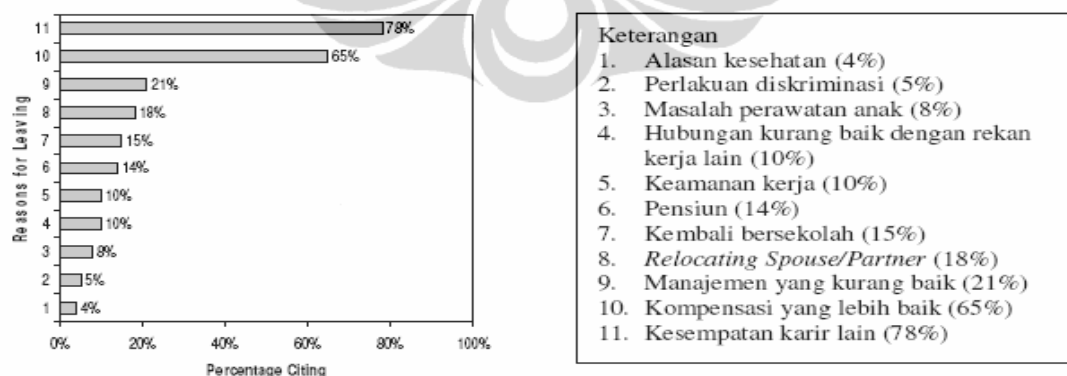 11
78%
10
65%
9
21%
8
18%
7
15%
6
14%
5
10%
4
10%
3
8%
2
5%
1
4%
0%
20%
40%
60%
80%
100%
Percentage Citing
Reasons for Leaving
Keterangan
1. Alasan kesehatan (4%)
2. Perlakuan diskriminasi (5%)
3. Masalah perawatan anak (8%)
4. Hubungan kurang baik dengan rekan
kerja lain (10%)
5. Keamanan kerja (10%)
6. Pensiun (14%)
7. Kembali bersekolah (15%)
8. Relocating Spouse/Partner (18%)
9. Manajemen yang kurang baik (21%)
10. Kompensasi yang lebih baik (65%)
11. Kesempatan karir lain (78%)